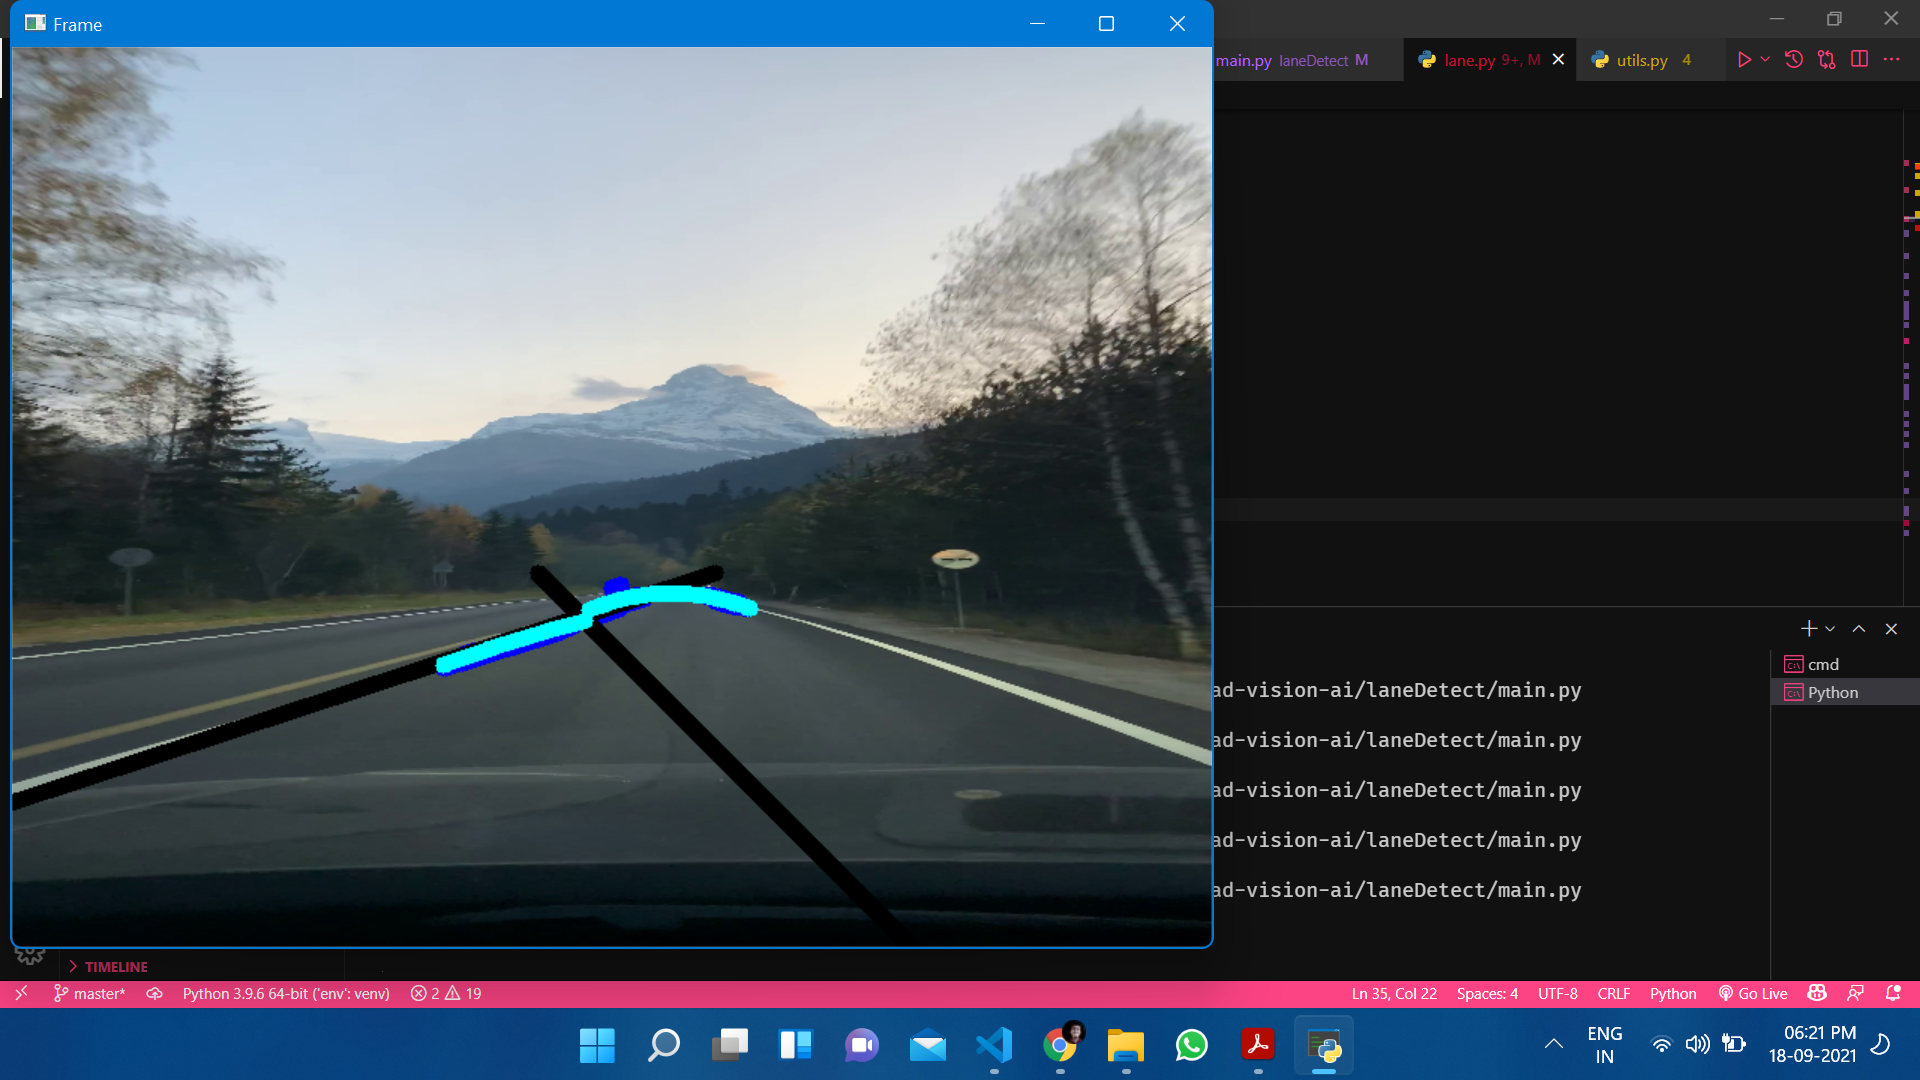 Frame
main.py laneDetect M
lane.py 9+, M
utils.py 4
cmd
Python
ad-vision-ai/laneDetect/main.py
ad-vision-ai/laneDetect/main.py
ad-vision-ai/laneDetect/main.py
ad-vision-ai/laneDetect/main.py
ad-vision-ai/laneDetect/main.py
TIMELINE
master* Python 3.9.6 64-bit ('env': venv) 2 19 Ln 35, Col 22 Spaces: 4 UTF-8 CRLF Python Go Live
ENG
IN
06:21 PM
18-09-2021